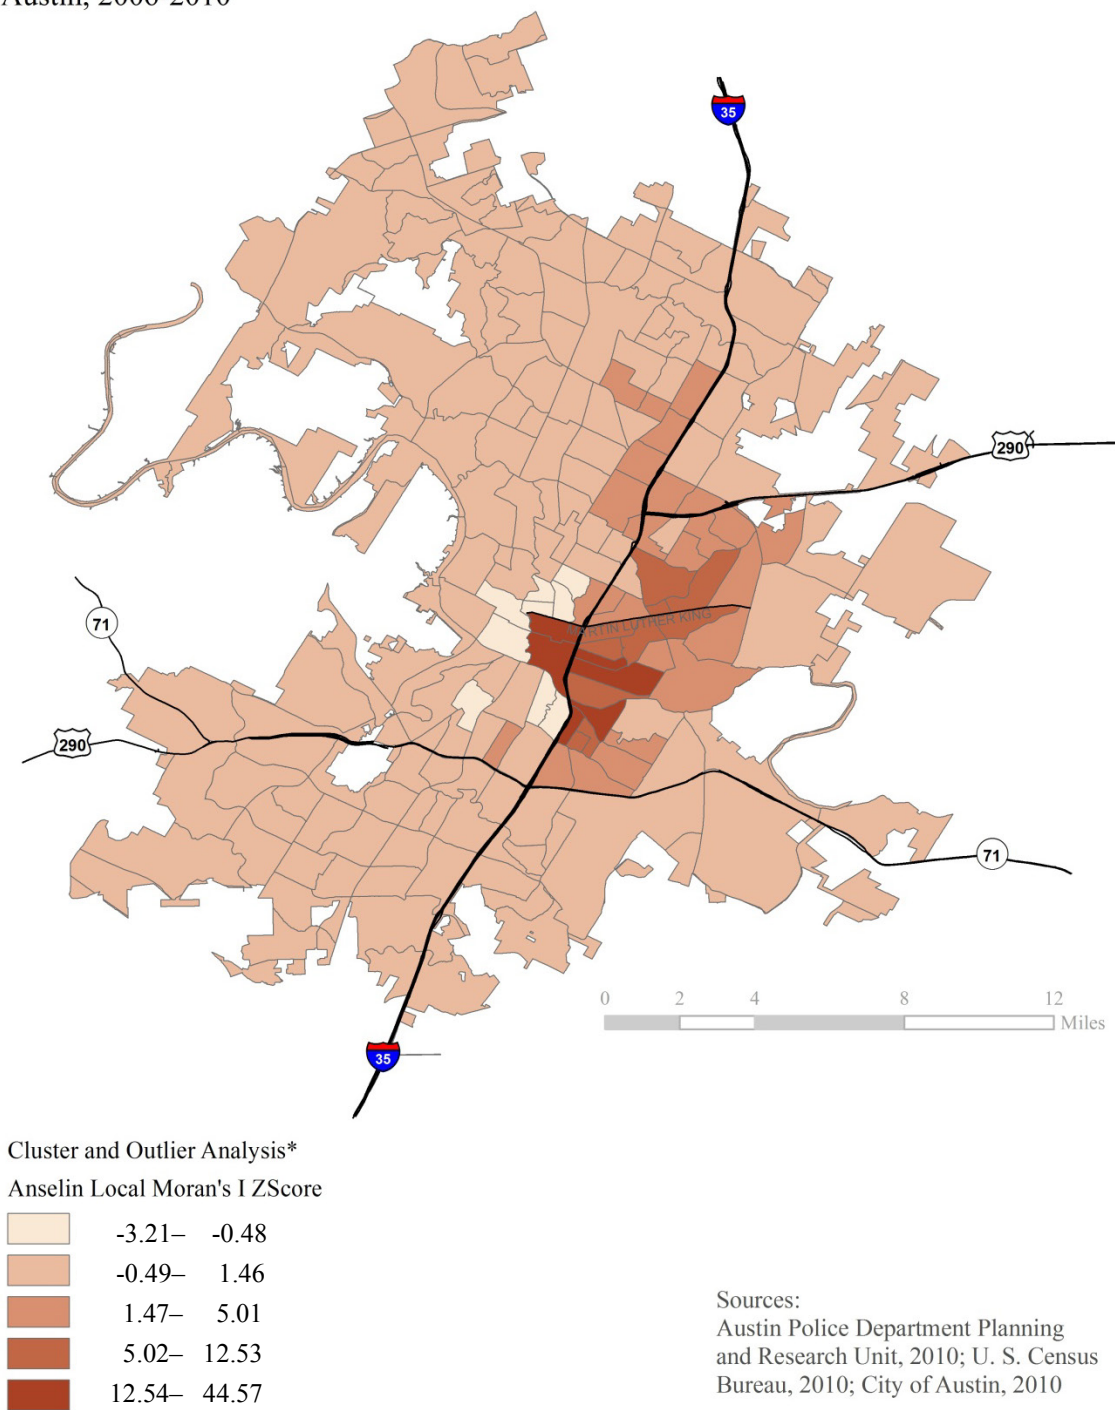 Austin, 2006-2010
35
290
MARTIN LUTHER KING
71
290
71
0 2 4 8 12
Miles
35
Cluster and Outlier Analysis*
Anselin Local Moran's I ZScore
-3.21– -0.48
-0.49– 1.46
1.47– 5.01
5.02– 12.53
12.54– 44.57
Sources:
Austin Police Department Planning
and Research Unit, 2010; U. S. Census
Bureau, 2010; City of Austin, 2010